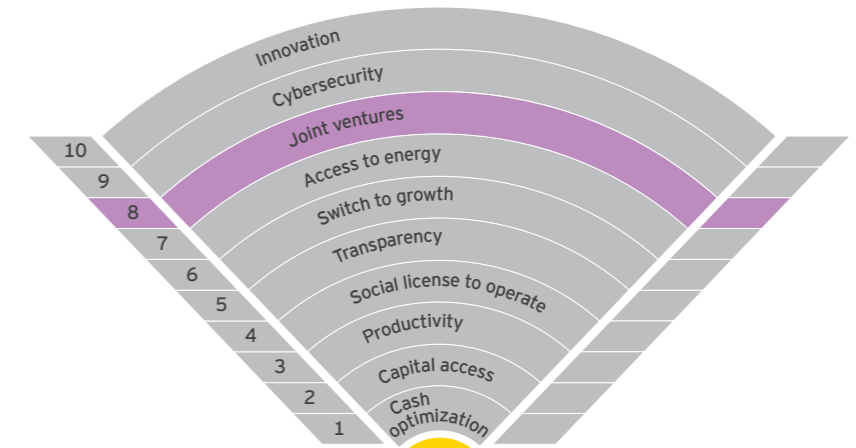 Innovation
Cybersecurity
Joint ventures
Access to energy
Switch to growth
Transparency
Social license to operate
Productivity
Capital access
Cash
optimization
10
9
8
7
6
5
4
3
2
1